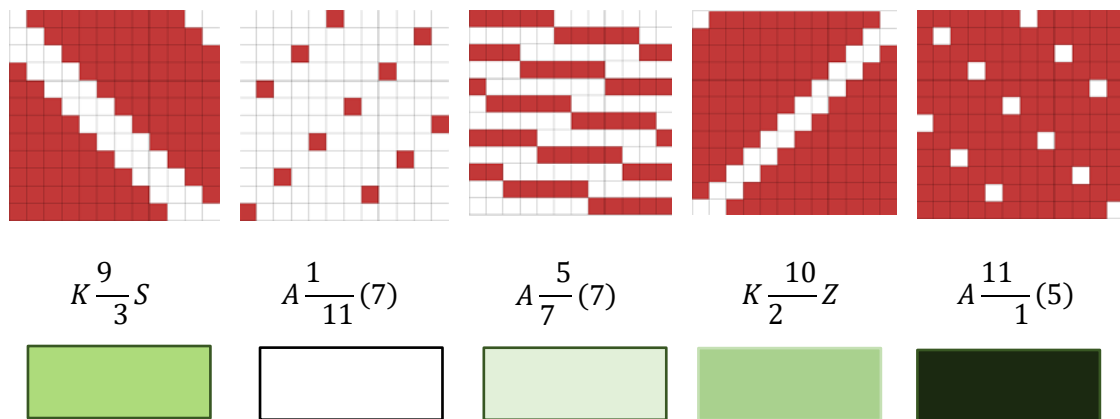 K 9/3 S
A 1/11 (7)
A 5/7 (7)
K 10/2 Z
A 11/1 (5)